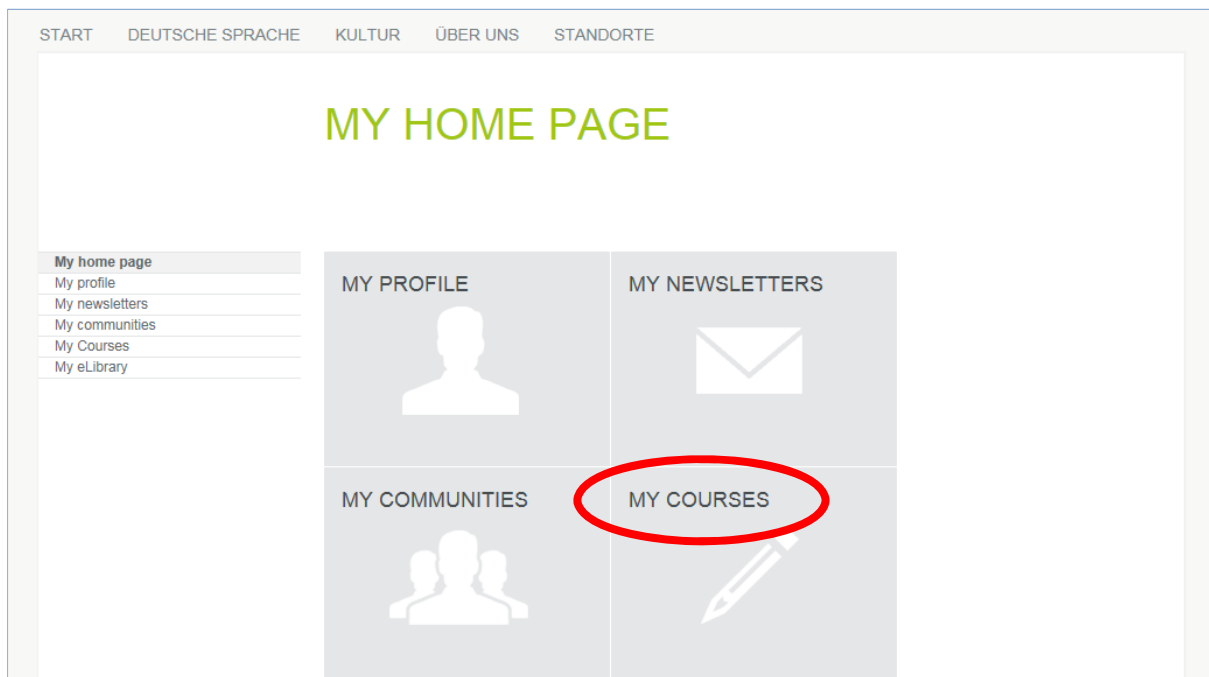 START DEUTSCHE SPRACHE KULTUR ÜBER UNS STANDORTE
MY HOME PAGE
My home page
My profile
My newsletters
My communities
My Courses
My eLibrary
MY PROFILE
MY NEWSLETTERS
MY COMMUNITIES
MY COURSES